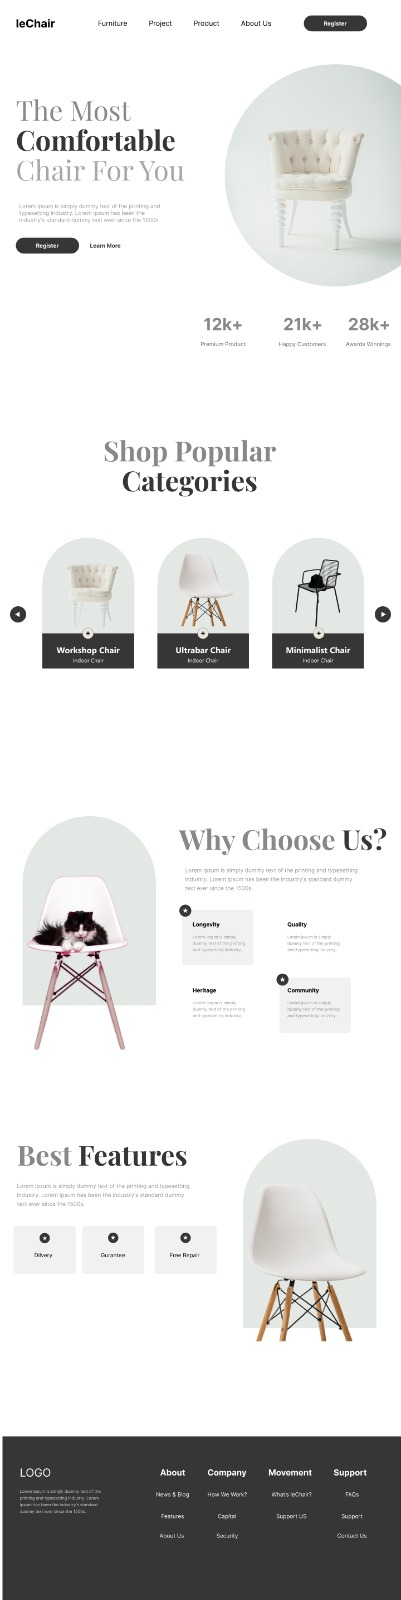 leChair
Furniture
Project
Product
About Us
Register
The Most
Comfortable
Chair For You
Lorem Ipsum is simply dummy text of the printing and
typesetting industry. Lorem Ipsum has been the
industry's standard dummy text ever since the 1500s
Register
Learn More
12k+
21k+
28k+
Premium Product
Happy Customers
Awards Winnings
Shop Popular
Categories
Workshop Chair
Indoor Chair
Ultrabar Chair
Indoor Chair
Minimalist Chair
Indoor Chair
Why Choose Us?
Lorem Ipsum is simply dummy text of the printing and typesetting
industry. Lorem Ipsum has been the industry's standard dummy
text ever since the 1500s.
Longevity
Lorem Ipsum is simply
dummy text of the printing
and typesetting industry.
Quality
Lorem Ipsum is simply
dummy text of the printing
and typesetting industry.
Heritage
Lorem Ipsum is simply
dummy text of the printing
and typesetting industry.
Community
Lorem Ipsum is simply
dummy text of the printing
and typesetting industry.
Best Features
Lorem Ipsum is simply dummy text of the printing and typesetting
industry. Lorem Ipsum has been the industry's standard dummy
text ever since the 1500s.
Dilvery
Gurantee
Free Repair
LOGO
Lorem Ipsum is simply dummy text of the
printing and typesetting industry. Lorem
Ipsum has been the industry's standard
dummy text ever since the 1500s.
About
Company
Movement
Support
News & Blog
How We Work?
Whats leChair?
FAQs
Features
Capital
Support US
Support
About Us
Security
Contact Us